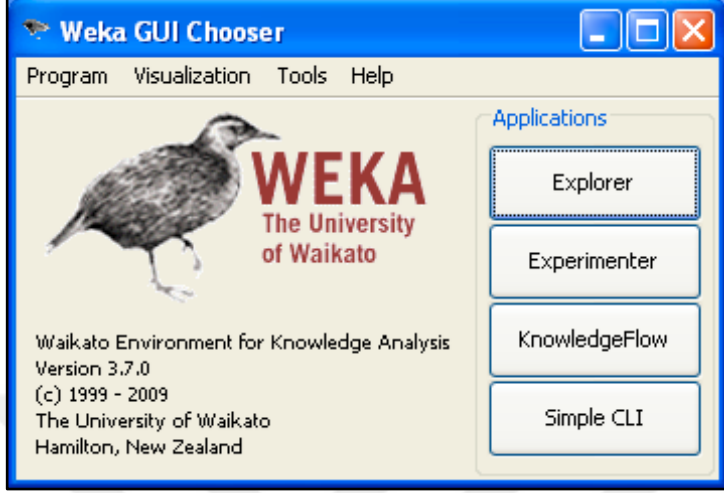 Weka GUI Chooser
Program Visualization Tools Help
WEKA
The University
of Waikato
Waikato Environment for Knowledge Analysis
Version 3.7.0
(c) 1999 - 2009
The University of Waikato
Hamilton, New Zealand
Applications
Explorer
Experimenter
KnowledgeFlow
Simple CLI